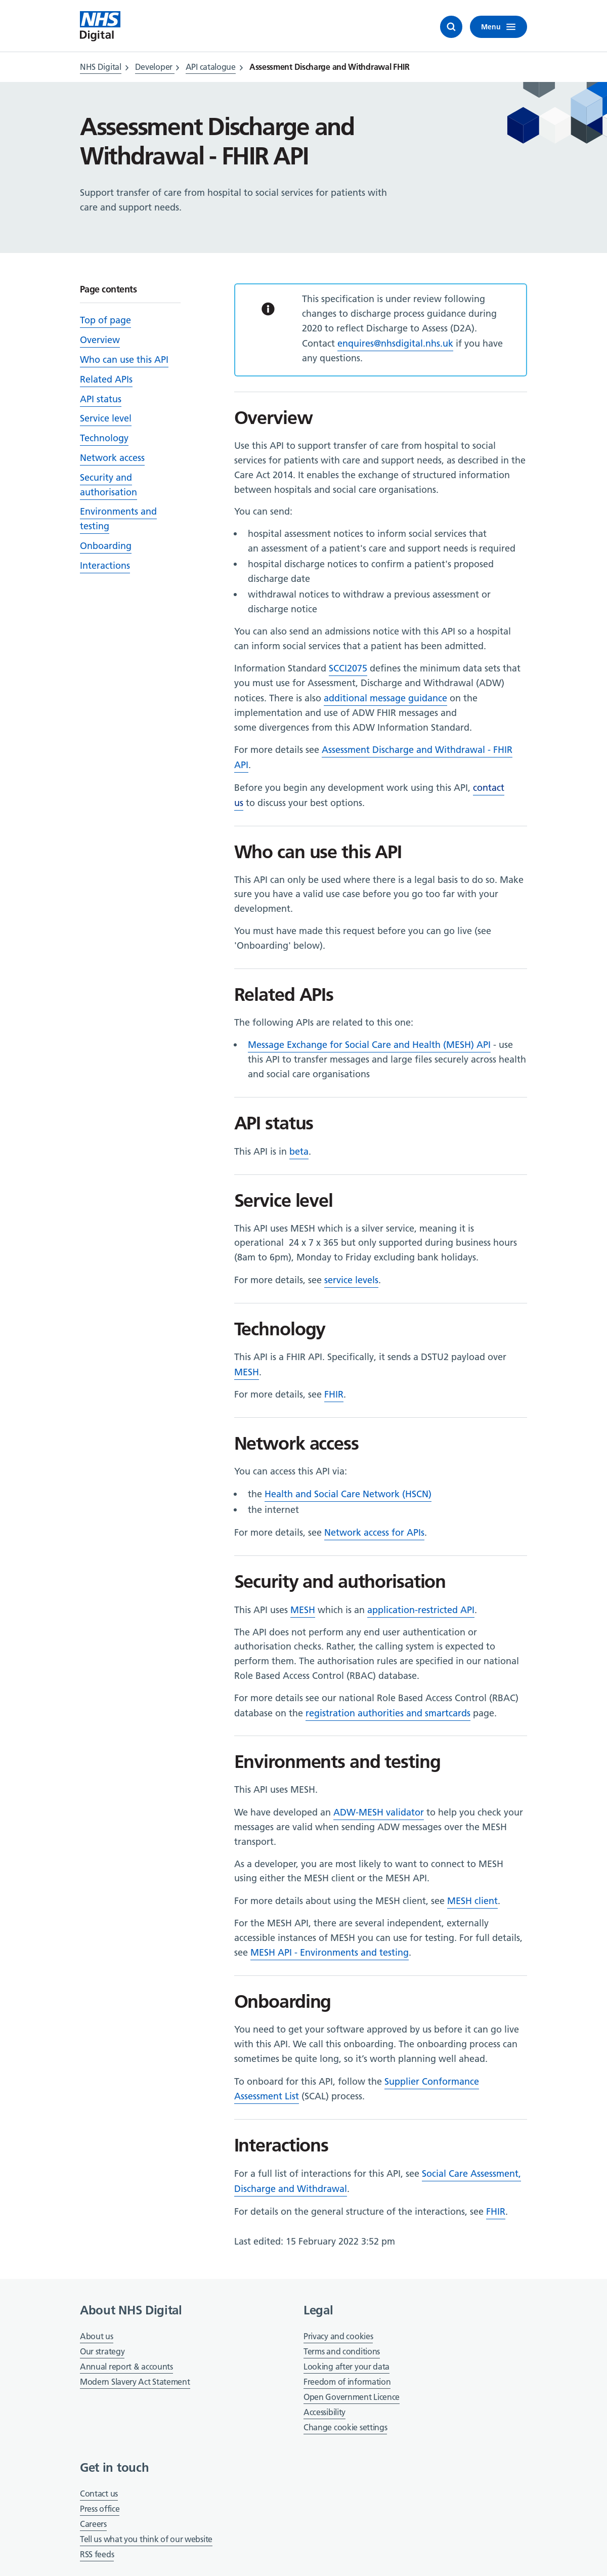 NHS
Digital
Menu
NHS Digital > Developer > API catalogue > Assessment Discharge and Withdrawal FHIR
Assessment Discharge and
Withdrawal - FHIR API
Support transfer of care from hospital to social services for patients with
care and support needs.
Page contents
Top of page
Overview
Who can use this API
Related APIs
API status
Service level
Technology
Network access
Security and
authorisation
Environments and
testing
Onboarding
Interactions
This specification is under review following
changes to discharge process guidance during
2020 to reflect Discharge to Assess (D2A).
Contact enquires@nhsdigital.nhs.uk if you have
any questions.
Overview
Use this API to support transfer of care from hospital to social
services for patients with care and support needs, as described in the
Care Act 2014. It enables the exchange of structured information
between hospitals and social care organisations.
You can send:
• hospital assessment notices to inform social services that
an assessment of a patient's care and support needs is required
• hospital discharge notices to confirm a patient's proposed
discharge date
• withdrawal notices to withdraw a previous assessment or
discharge notice
You can also send an admissions notice with this API so a hospital
can inform social services that a patient has been admitted.
Information Standard SCCI2075 defines the minimum data sets that
you must use for Assessment, Discharge and Withdrawal (ADW)
notices. There is also additional message guidance on the
implementation and use of ADW FHIR messages and
some divergences from this ADW Information Standard.
For more details see Assessment Discharge and Withdrawal - FHIR
API.
Before you begin any development work using this API, contact
us to discuss your best options.
Who can use this API
This API can only be used where there is a legal basis to do so. Make
sure you have a valid use case before you go too far with your
development.
You must have made this request before you can go live (see
'Onboarding' below).
Related APIs
The following APIs are related to this one:
• Message Exchange for Social Care and Health (MESH) API - use
this API to transfer messages and large files securely across health
and social care organisations
API status
This API is in beta.
Service level
This API uses MESH which is a silver service, meaning it is
operational  24 x 7 x 365 but only supported during business hours
(8am to 6pm), Monday to Friday excluding bank holidays.
For more details, see service levels.
Technology
This API is a FHIR API. Specifically, it sends a DSTU2 payload over
MESH.
For more details, see FHIR.
Network access
You can access this API via:
• the Health and Social Care Network (HSCN)
• the internet
For more details, see Network access for APIs.
Security and authorisation
This API uses MESH which is an application-restricted API.
The API does not perform any end user authentication or
authorisation checks. Rather, the calling system is expected to
perform them. The authorisation rules are specified in our national
Role Based Access Control (RBAC) database.
For more details see our national Role Based Access Control (RBAC)
database on the registration authorities and smartcards page.
Environments and testing
This API uses MESH.
We have developed an ADW-MESH validator to help you check your
messages are valid when sending ADW messages over the MESH
transport.
As a developer, you are most likely to want to connect to MESH
using either the MESH client or the MESH API.
For more details about using the MESH client, see MESH client.
For the MESH API, there are several independent, externally
accessible instances of MESH you can use for testing. For full details,
see MESH API - Environments and testing.
Onboarding
You need to get your software approved by us before it can go live
with this API. We call this onboarding. The onboarding process can
sometimes be quite long, so it's worth planning well ahead.
To onboard for this API, follow the Supplier Conformance
Assessment List (SCAL) process.
Interactions
For a full list of interactions for this API, see Social Care Assessment,
Discharge and Withdrawal.
For details on the general structure of the interactions, see FHIR.
Last edited: 15 February 2022 3:52 pm
About NHS Digital
About us
Our strategy
Annual report & accounts
Modern Slavery Act Statement
Legal
Privacy and cookies
Terms and conditions
Looking after your data
Freedom of information
Open Government Licence
Accessibility
Change cookie settings
Get in touch
Contact us
Press office
Careers
Tell us what you think of our website
RSS feeds